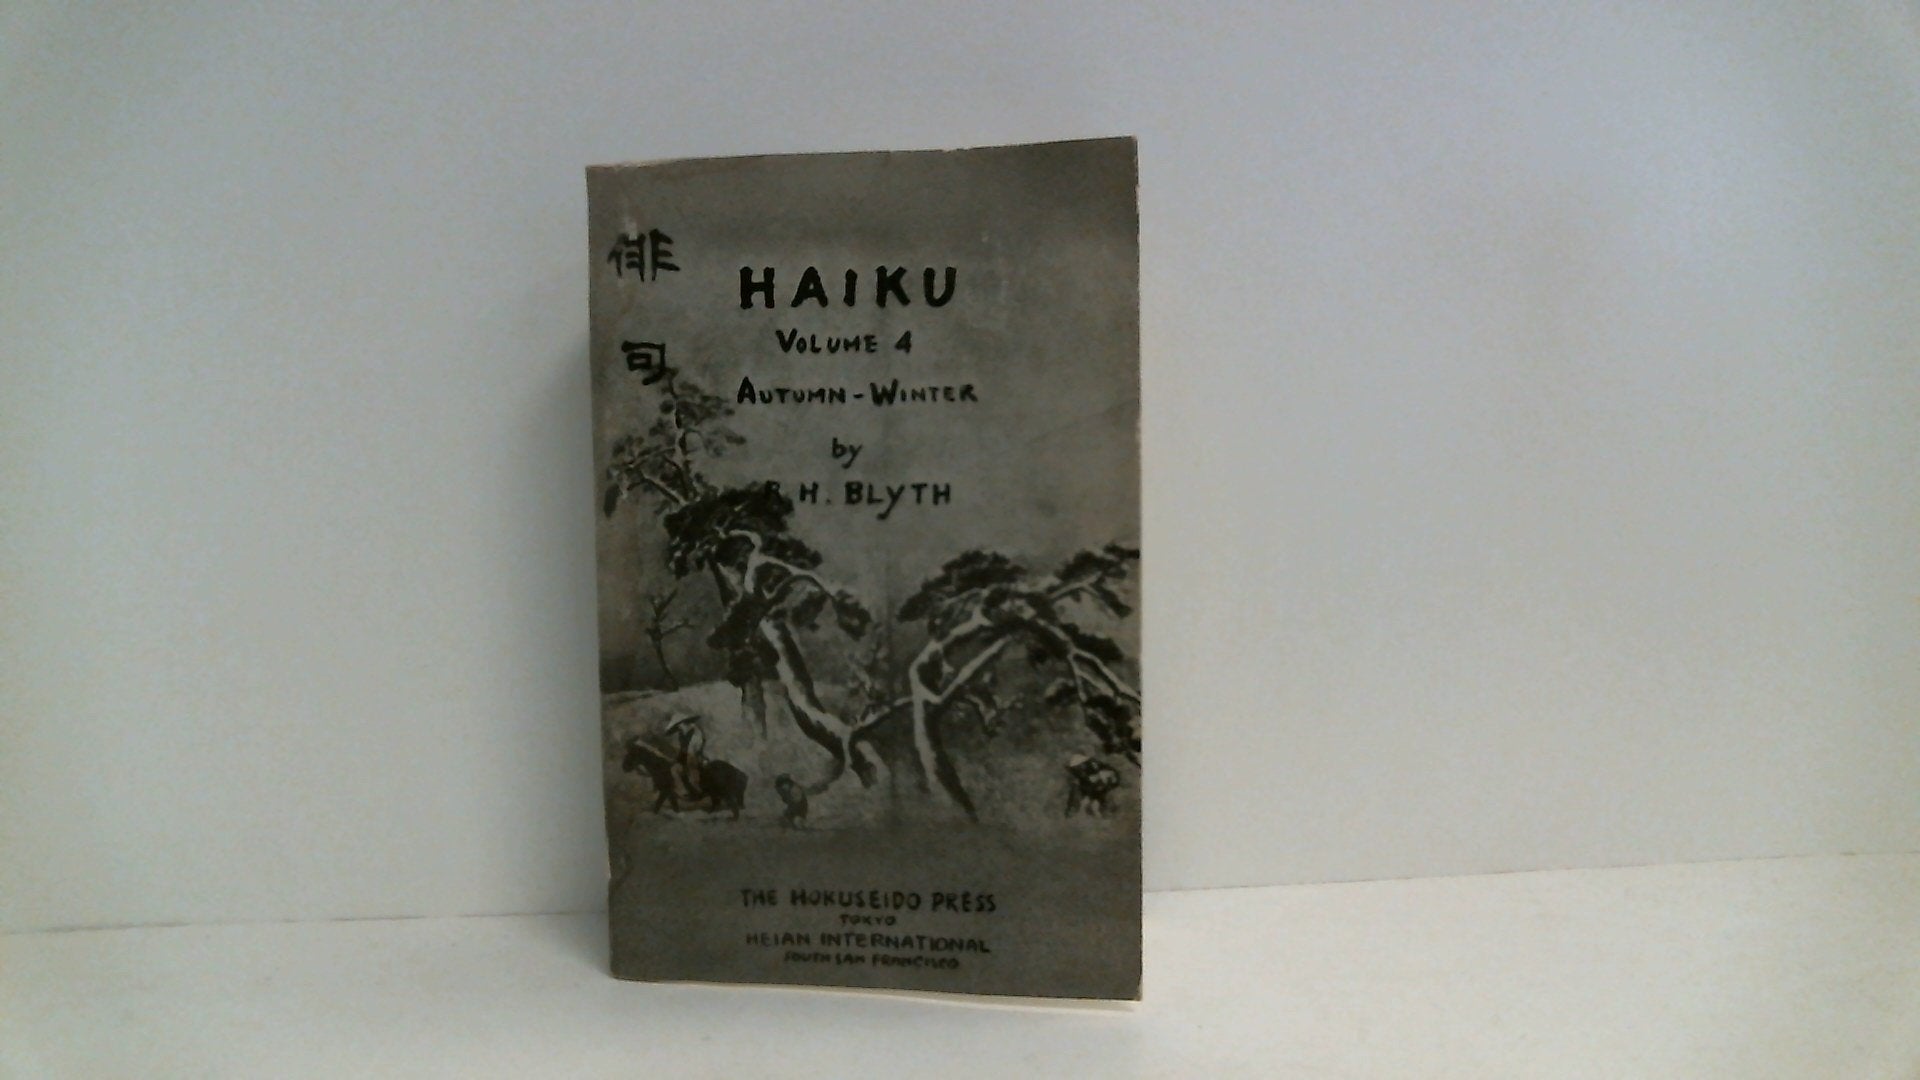 俳句
HAIKU
VOLUME 4
AUTUMN-WINTER
by
R.H. BLYTH
THE HOKUSEIDO PRESS
TOKYO
HEIAN INTERNATIONAL
SOUTH SAN FRANCISCO